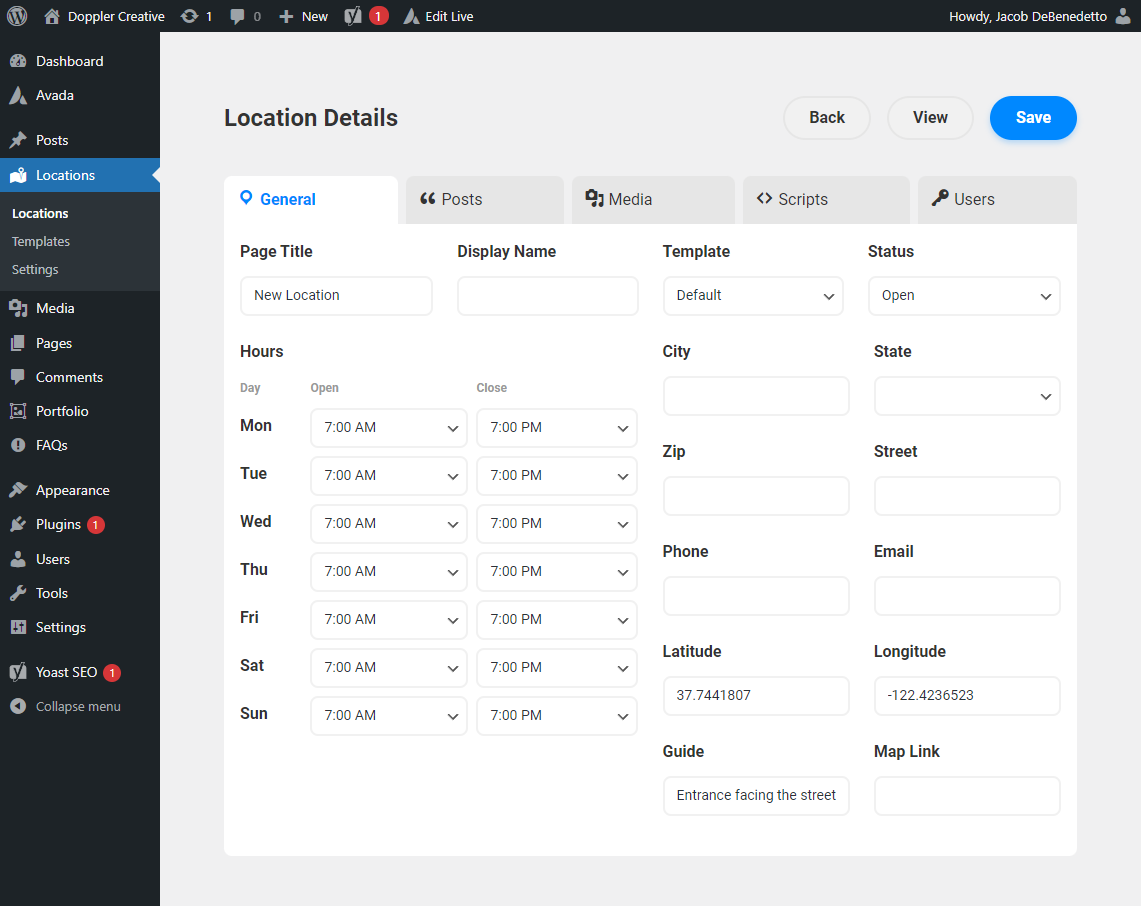 Doppler Creative 1 0 New 1 Edit Live Howdy, Jacob DeBenedetto
Dashboard
Avada
Posts
Locations
Locations
Templates
Settings
Media
Pages
Comments
Portfolio
FAQs
Appearance
Plugins 1
Users
Tools
Settings
Yoast SEO 1
Collapse menu
Location Details Back View Save
General Posts Media Scripts Users
Page Title Display Name Template Status
New Location Default Open
Hours
Day Open Close
Mon 7:00 AM 7:00 PM
Tue 7:00 AM 7:00 PM
Wed 7:00 AM 7:00 PM
Thu 7:00 AM 7:00 PM
Fri 7:00 AM 7:00 PM
Sat 7:00 AM 7:00 PM
Sun 7:00 AM 7:00 PM
City State
Zip Street
Phone Email
Latitude Longitude
37.7441807 -122.4236523
Guide Map Link
Entrance facing the street